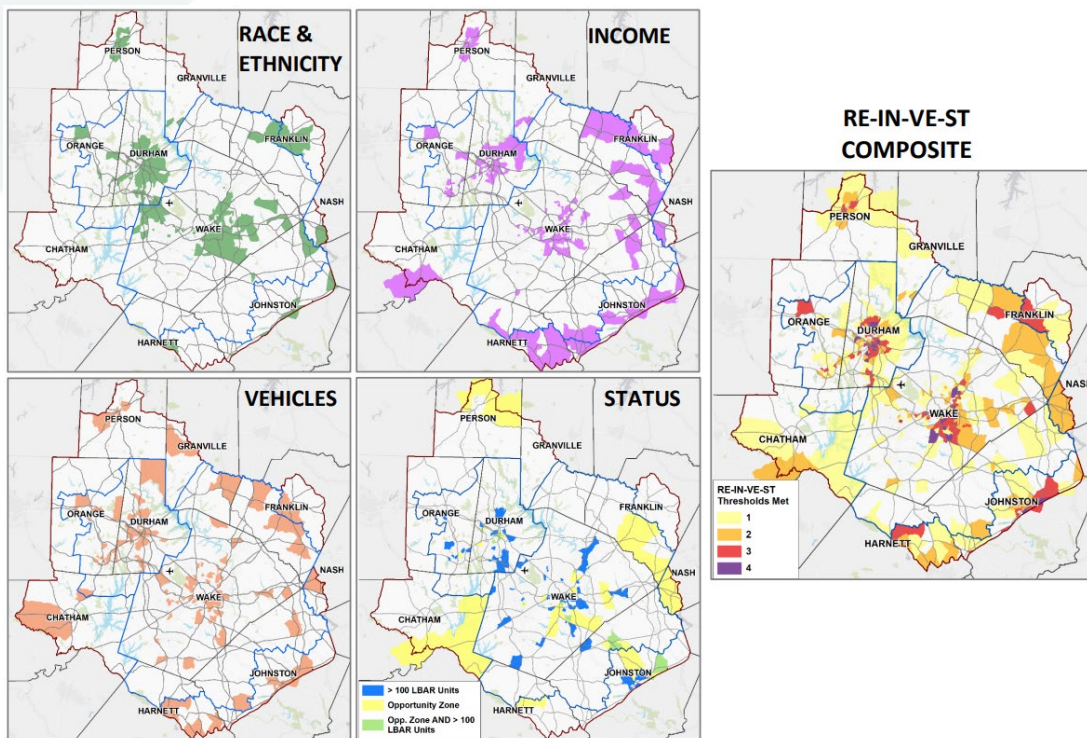 RACE &
ETHNICITY
PERSON
GRANVILLE
FRANKLIN
ORANGE
DURHAM
NASH
WAKE
CHATHAM
JOHNSTON
HARNETT
INCOME
PERSON
GRANVILLE
FRANKLIN
ORANGE
DURHAM
NASH
WAKE
CHATHAM
JOHNSTON
HARNETT
VEHICLES
PERSON
GRANVILLE
FRANKLIN
ORANGE
DURHAM
NASH
WAKE
CHATHAM
JOHNSTON
HARNETT
STATUS
PERSON
GRANVILLE
FRANKLIN
ORANGE
DURHAM
NASH
WAKE
CHATHAM
JOHNSTON
HARNETT
> 100 LBAR Units
Opportunity Zone
Opp. Zone AND > 100
LBAR Units
RE-IN-VE-ST
COMPOSITE
PERSON
GRANVILLE
FRANKLIN
ORANGE
DURHAM
NASH
WAKE
CHATHAM
JOHNSTON
HARNETT
RE-IN-VE-ST
Thresholds Met
1
2
3
4